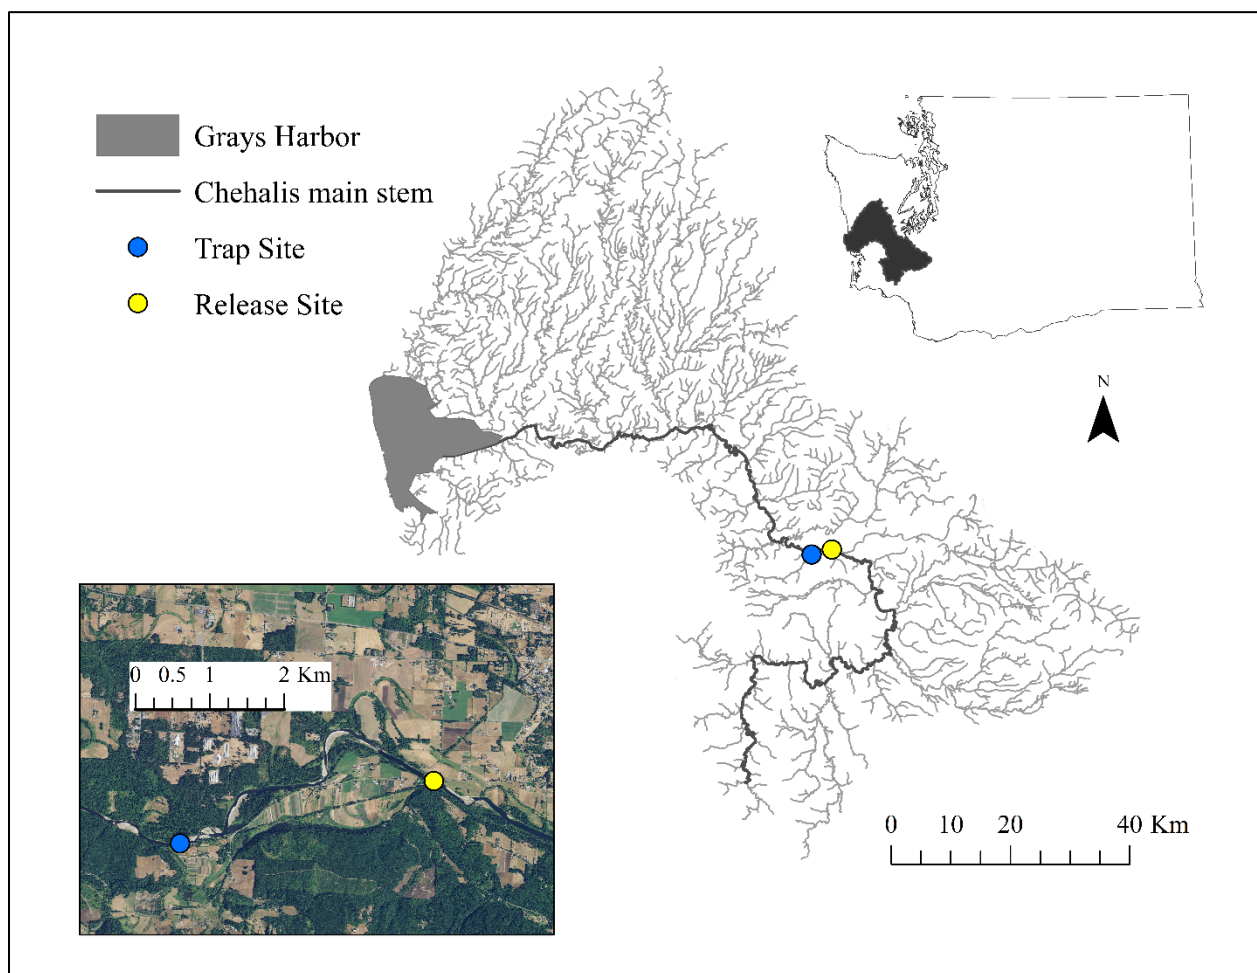 Grays Harbor
Chehalis main stem
Trap Site
Release Site
N
0 0.5 1 2 Km
0 10 20 40 Km